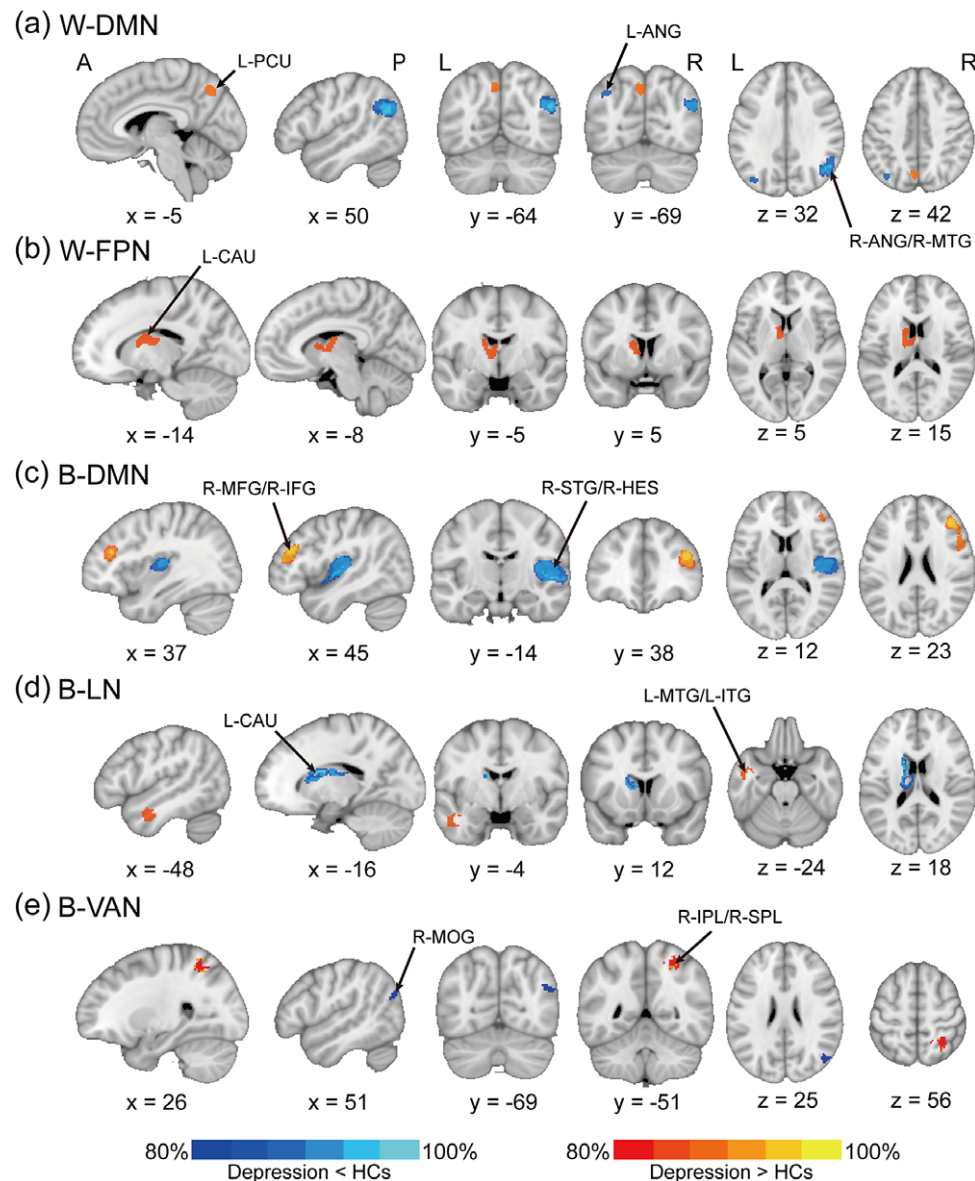 (a) W-DMN
L-PCU
L-ANG
A P L R L R
x = -5 x = 50 y = -64 y = -69 z = 32 z = 42
R-ANG/R-MTG
(b) W-FPN
L-CAU
x = -14 x = -8 y = -5 y = 5 z = 5 z = 15
(c) B-DMN
R-MFG/R-IFG R-STG/R-HES
x = 37 x = 45 y = -14 y = 38 z = 12 z = 23
(d) B-LN
L-CAU L-MTG/L-ITG
x = -48 x = -16 y = -4 y = 12 z = -24 z = 18
(e) B-VAN
R-MOG R-IPL/R-SPL
x = 26 x = 51 y = -69 y = -51 z = 25 z = 56
80% 100% 80% 100%
Depression < HCs Depression > HCs